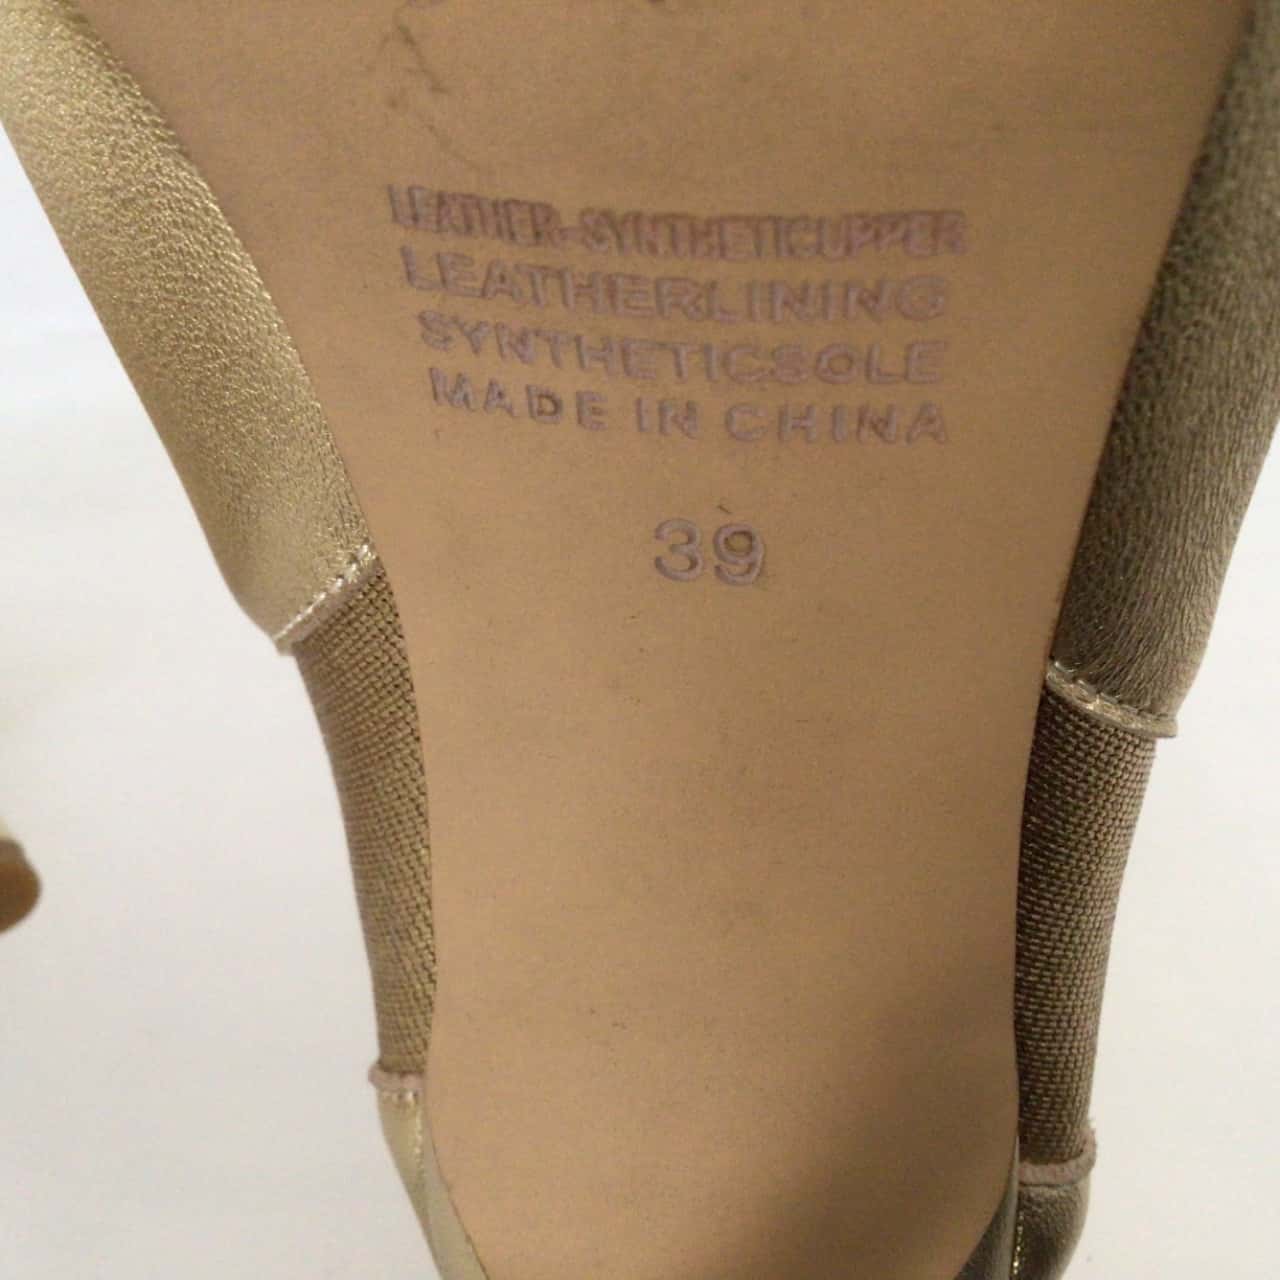 LEATHER-SYNTHETICUPPER
LEATHERLINING
SYNTHETICSOLE
MADE IN CHINA
39